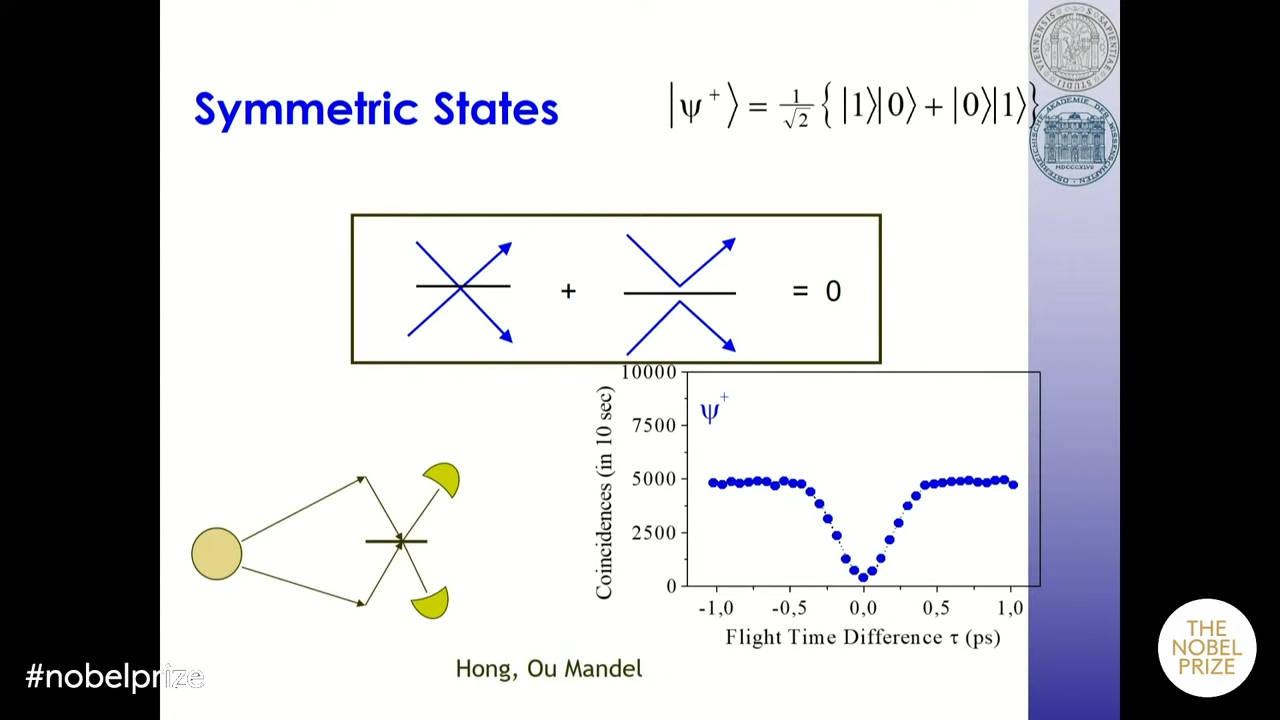 Symmetric States
|ψ⁺⟩ = 1/√2 { |1⟩|0⟩ + |0⟩|1⟩ }
+ = 0
10000
7500
5000
2500
0
Coincidences (in 10 sec)
ψ⁺
-1,0 -0,5 0,0 0,5 1,0
Flight Time Difference τ (ps)
Hong, Ou Mandel
#nobelprize
THE
NOBEL
PRIZE
MDCCCXLVII